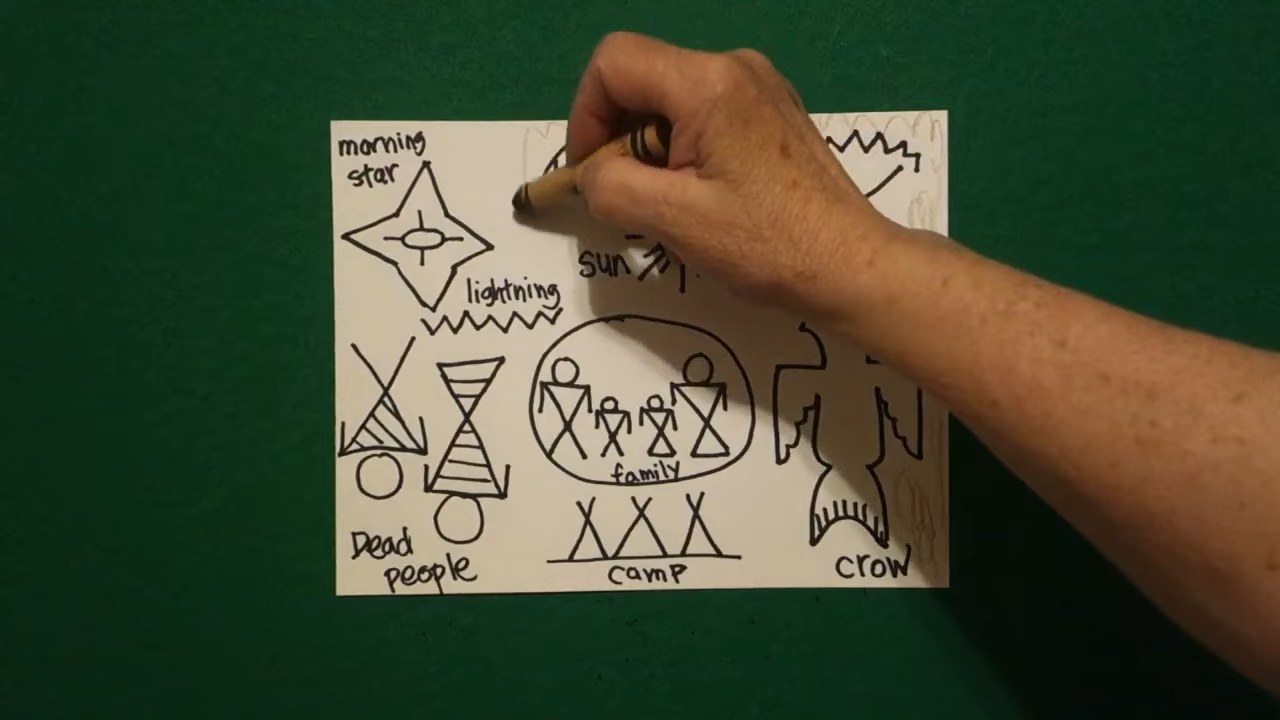 morning
star
sun
lightning
family
camp
Dead
people
crow